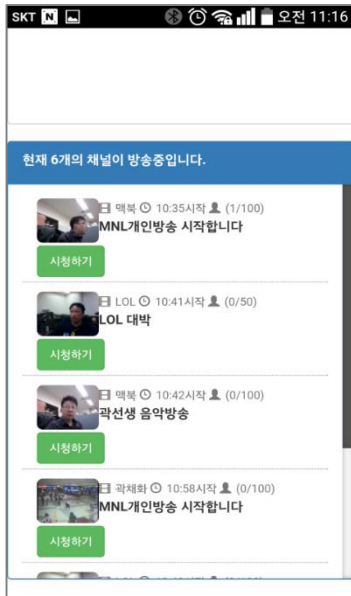 SKT N 오전 11:16
현재 6개의 채널이 방송중입니다.
맥북 10:35시작 (1/100)
MNL개인방송 시작합니다
시청하기
LOL 10:41시작 (0/50)
LOL 대박
시청하기
맥북 10:42시작 (0/100)
곽선생 음악방송
시청하기
곽채화 10:58시작 (0/100)
MNL개인방송 시작합니다
시청하기